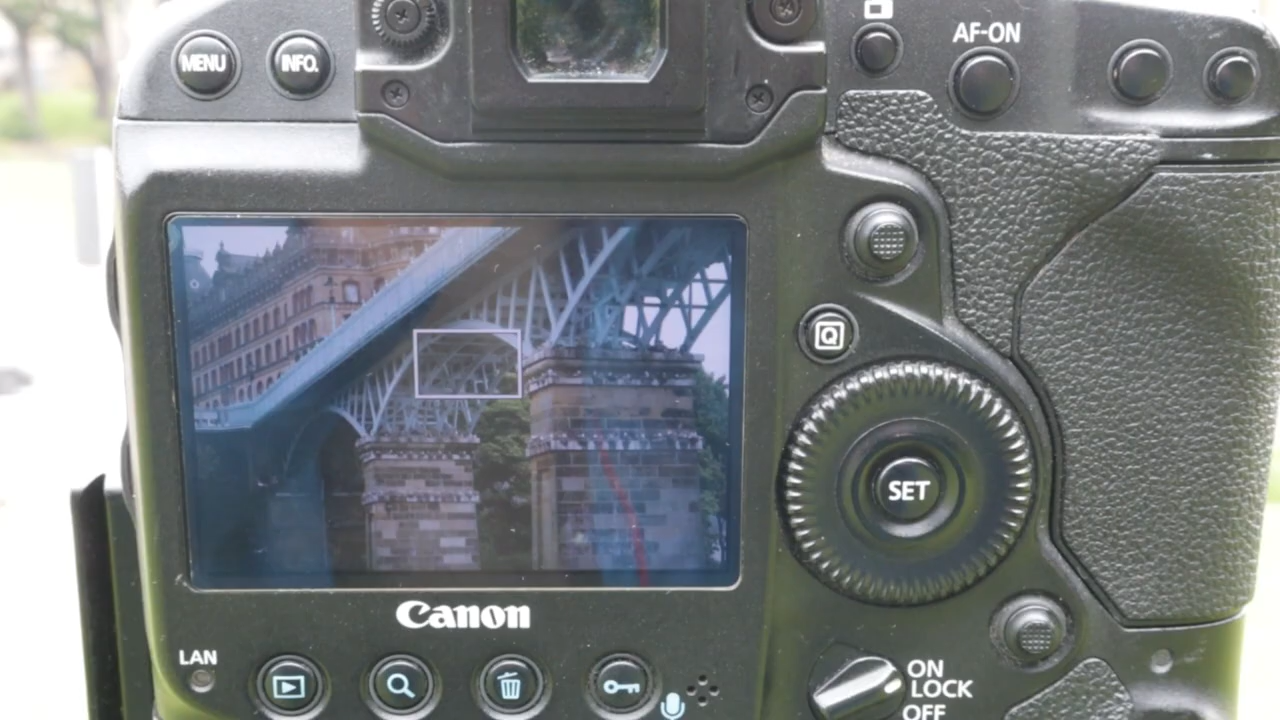 MENU
INFO.
AF-ON
Q
SET
Canon
LAN
ON
LOCK
OFF